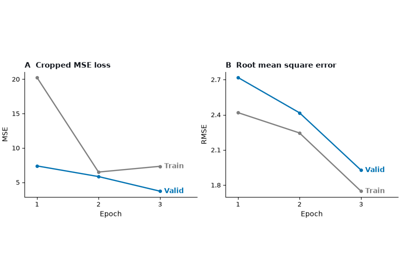 A Cropped MSE loss
20
15
10
5
MSE
1 2 3
Epoch
Train
Valid
B Root mean square error
2.7
2.4
2.1
1.8
RMSE
1 2 3
Epoch
Valid
Train